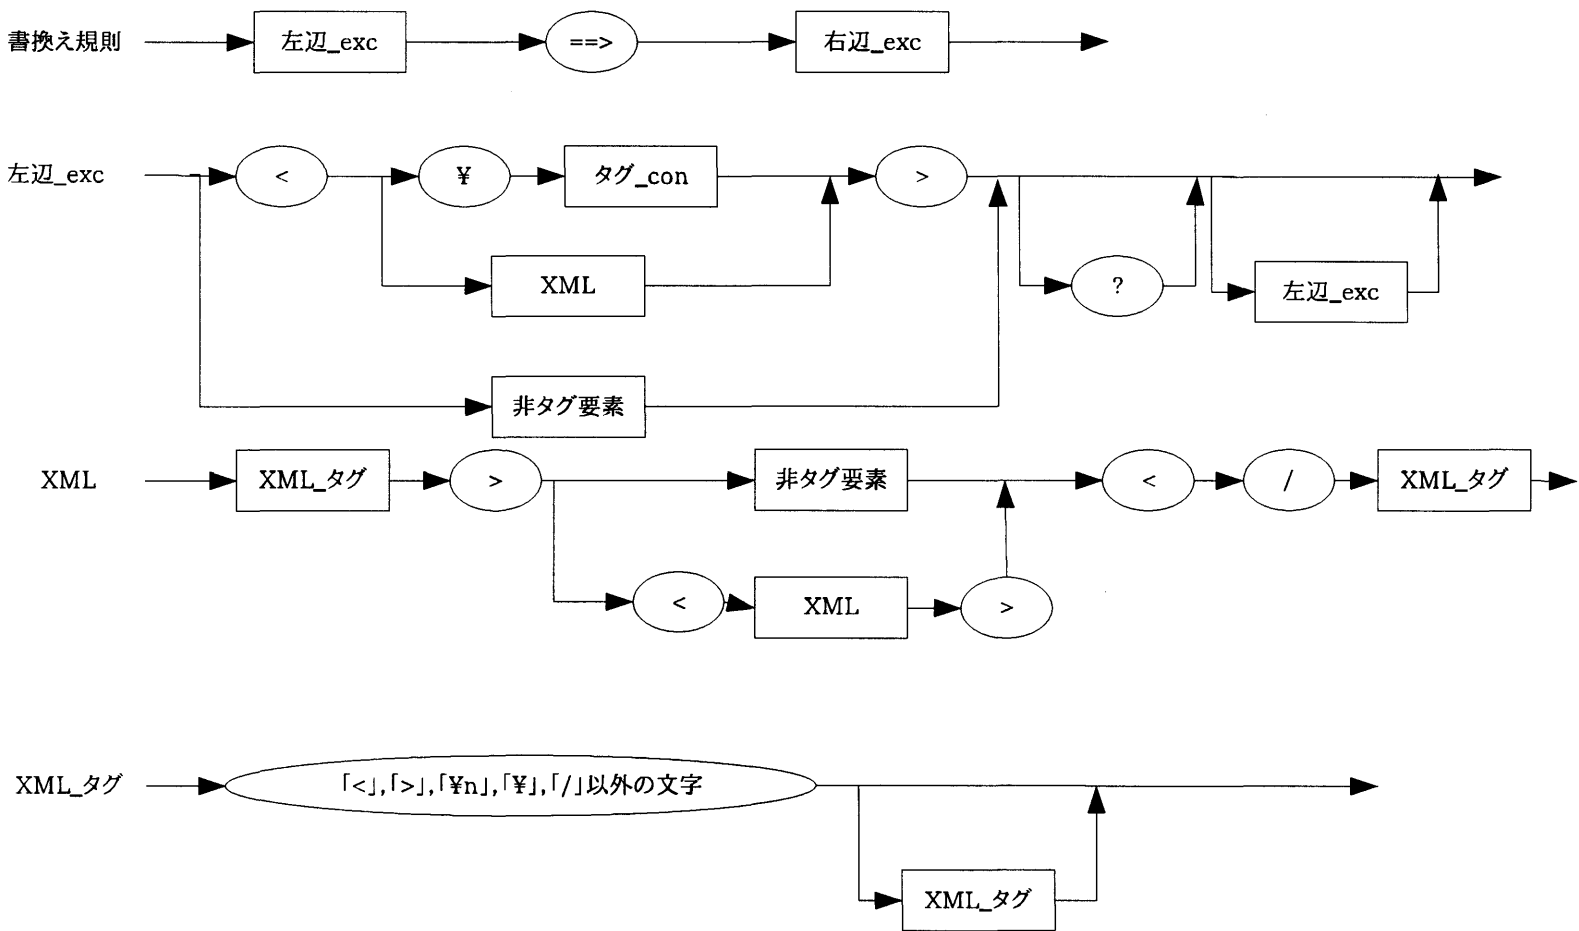 書換え規則 左辺_exc ==> 右辺_exc
左辺_exc < ¥ タグ_con >
XML ? 左辺_exc
非タグ要素
XML XML_タグ > 非タグ要素 < / XML_タグ
< XML >
XML_タグ 「<」,「>」,「¥n」,「¥」,「/」以外の文字
XML_タグ